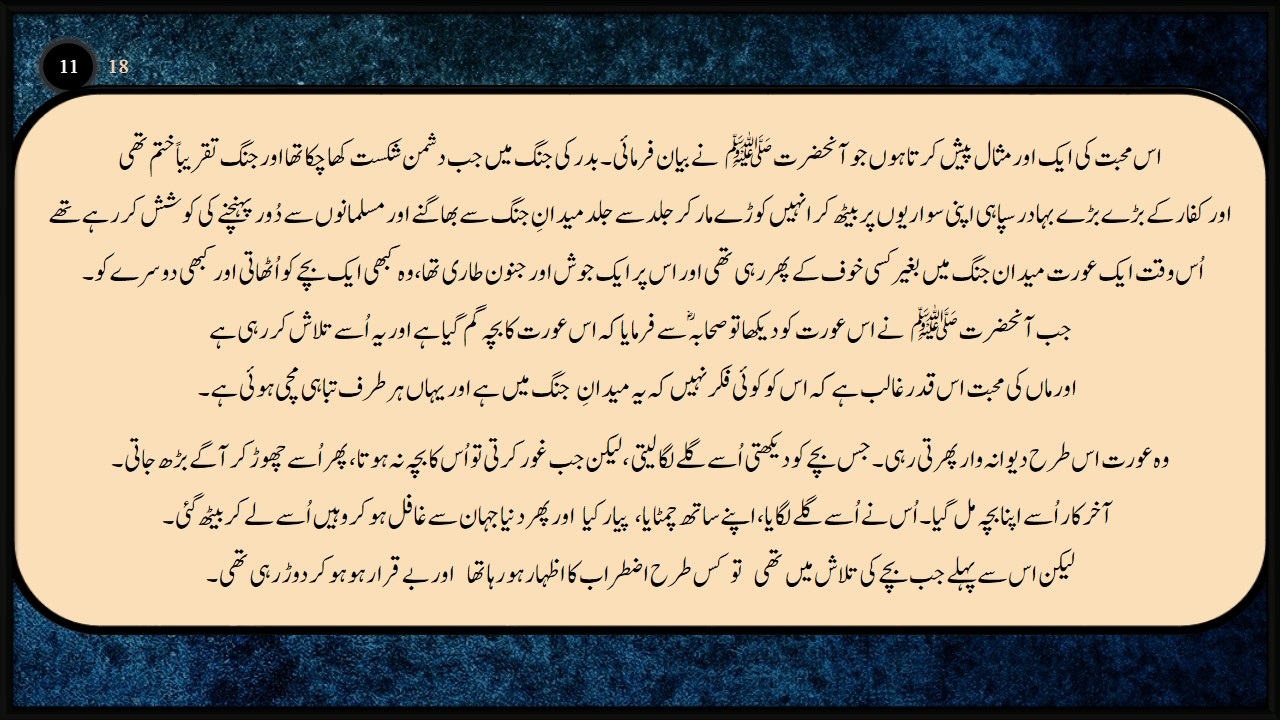 11 18
اس محبت کی ایک اور مثال پیش کرتا ہوں جو آنحضرت ﷺ نے بیان فرمائی۔ بدر کی جنگ میں جب دشمن شکست کھا چکا تھا اور جنگ تقریباً ختم تھی
اور کفار کے بڑے بڑے بہادر سپاہی اپنی سواریوں پر بیٹھ کر انہیں کوڑے مار کر جلد سے جلد میدانِ جنگ سے بھاگنے اور مسلمانوں سے دُور پہنچنے کی کوشش کر رہے تھے
اُس وقت ایک عورت میدان جنگ میں بغیر کسی خوف کے پھر رہی تھی اور اس پر ایک جوش اور جنون طاری تھا، وہ کبھی ایک بچے کو اُٹھاتی اور کبھی دوسرے کو۔
جب آنحضرت ﷺ نے اس عورت کو دیکھا تو صحابہؓ سے فرمایا کہ اس عورت کا بچہ گم گیا ہے اور یہ اُسے تلاش کر رہی ہے
اور ماں کی محبت اس قدر غالب ہے کہ اس کو کوئی فکر نہیں کہ یہ میدانِ جنگ میں ہے اور یہاں ہر طرف تباہی مچی ہوئی ہے۔
وہ عورت اس طرح دیوانہ وار پھرتی رہی۔ جس بچے کو دیکھتی اُسے گلے لگا لیتی، لیکن جب غور کرتی تو اُس کا بچہ نہ ہوتا، پھر اُسے چھوڑ کر آگے بڑھ جاتی۔
آخر کار اُسے اپنا بچہ مل گیا۔ اُس نے اُسے گلے لگایا، اپنے ساتھ چمٹایا، پیار کیا اور پھر دنیا جہان سے غافل ہو کر وہیں اُسے لے کر بیٹھ گئی۔
لیکن اس سے پہلے جب بچے کی تلاش میں تھی تو کس طرح اضطراب کا اظہار ہو رہا تھا اور بے قرار ہو ہو کر دوڑ رہی تھی۔